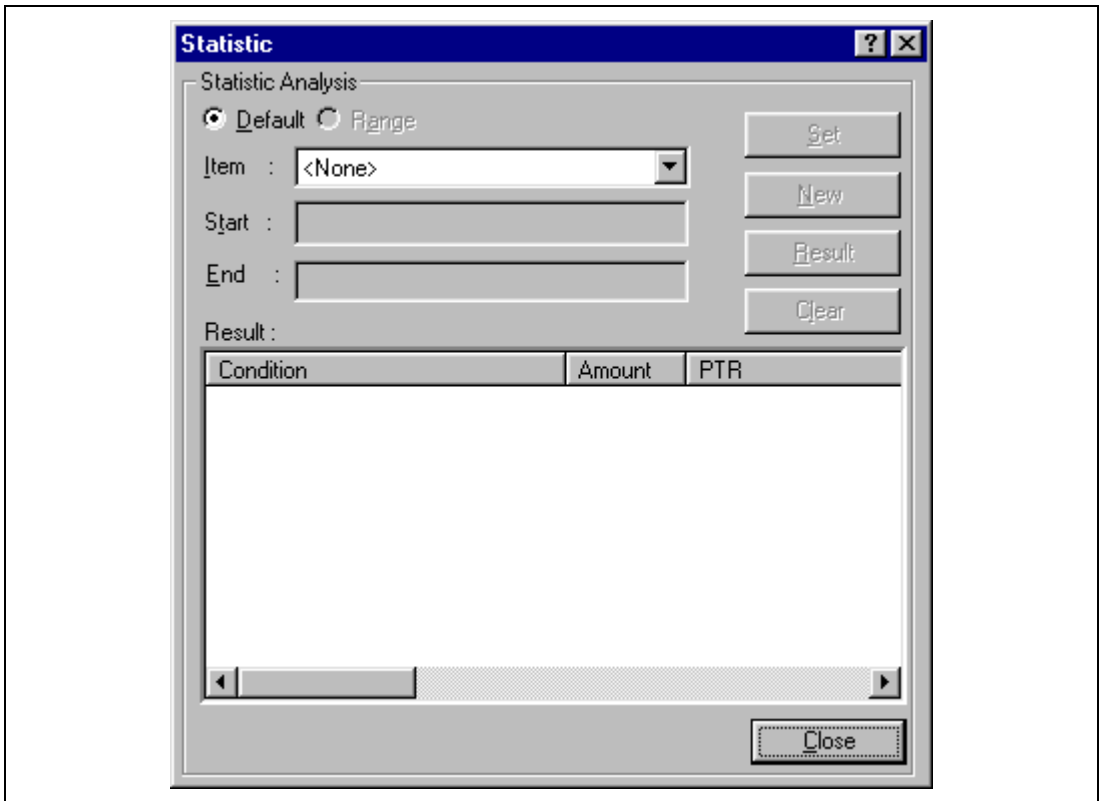 Statistic
Statistic Analysis
Default Range
Set
Item : <None>
New
Start :
Result
End :
Clear
Result :
Condition Amount PTR
Close